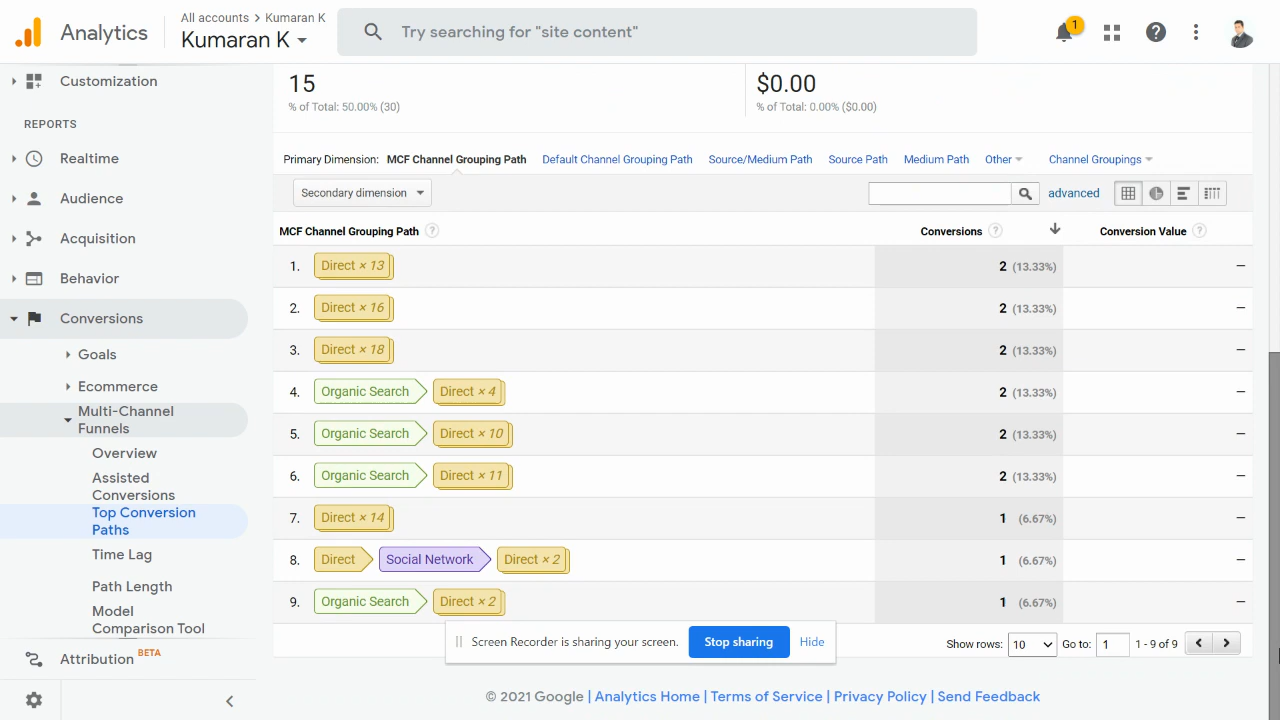 Analytics
All accounts > Kumaran K
Kumaran K
Try searching for "site content"
1
Customization
REPORTS
Realtime
Audience
Acquisition
Behavior
Conversions
Goals
Ecommerce
Multi-Channel
Funnels
Overview
Assisted
Conversions
Top Conversion
Paths
Time Lag
Path Length
Model
Comparison Tool
Attribution BETA
15
% of Total: 50.00% (30)
$0.00
% of Total: 0.00% ($0.00)
Primary Dimension: MCF Channel Grouping Path Default Channel Grouping Path Source/Medium Path Source Path Medium Path Other Channel Groupings
Secondary dimension
advanced
MCF Channel Grouping Path ? Conversions ? Conversion Value ?
1. Direct × 13 2 (13.33%) –
2. Direct × 16 2 (13.33%) –
3. Direct × 18 2 (13.33%) –
4. Organic Search Direct × 4 2 (13.33%) –
5. Organic Search Direct × 10 2 (13.33%) –
6. Organic Search Direct × 11 2 (13.33%) –
7. Direct × 14 1 (6.67%) –
8. Direct Social Network Direct × 2 1 (6.67%) –
9. Organic Search Direct × 2 1 (6.67%) –
Screen Recorder is sharing your screen. Stop sharing Hide
Show rows: 10 Go to: 1 1 - 9 of 9
© 2021 Google | Analytics Home | Terms of Service | Privacy Policy | Send Feedback